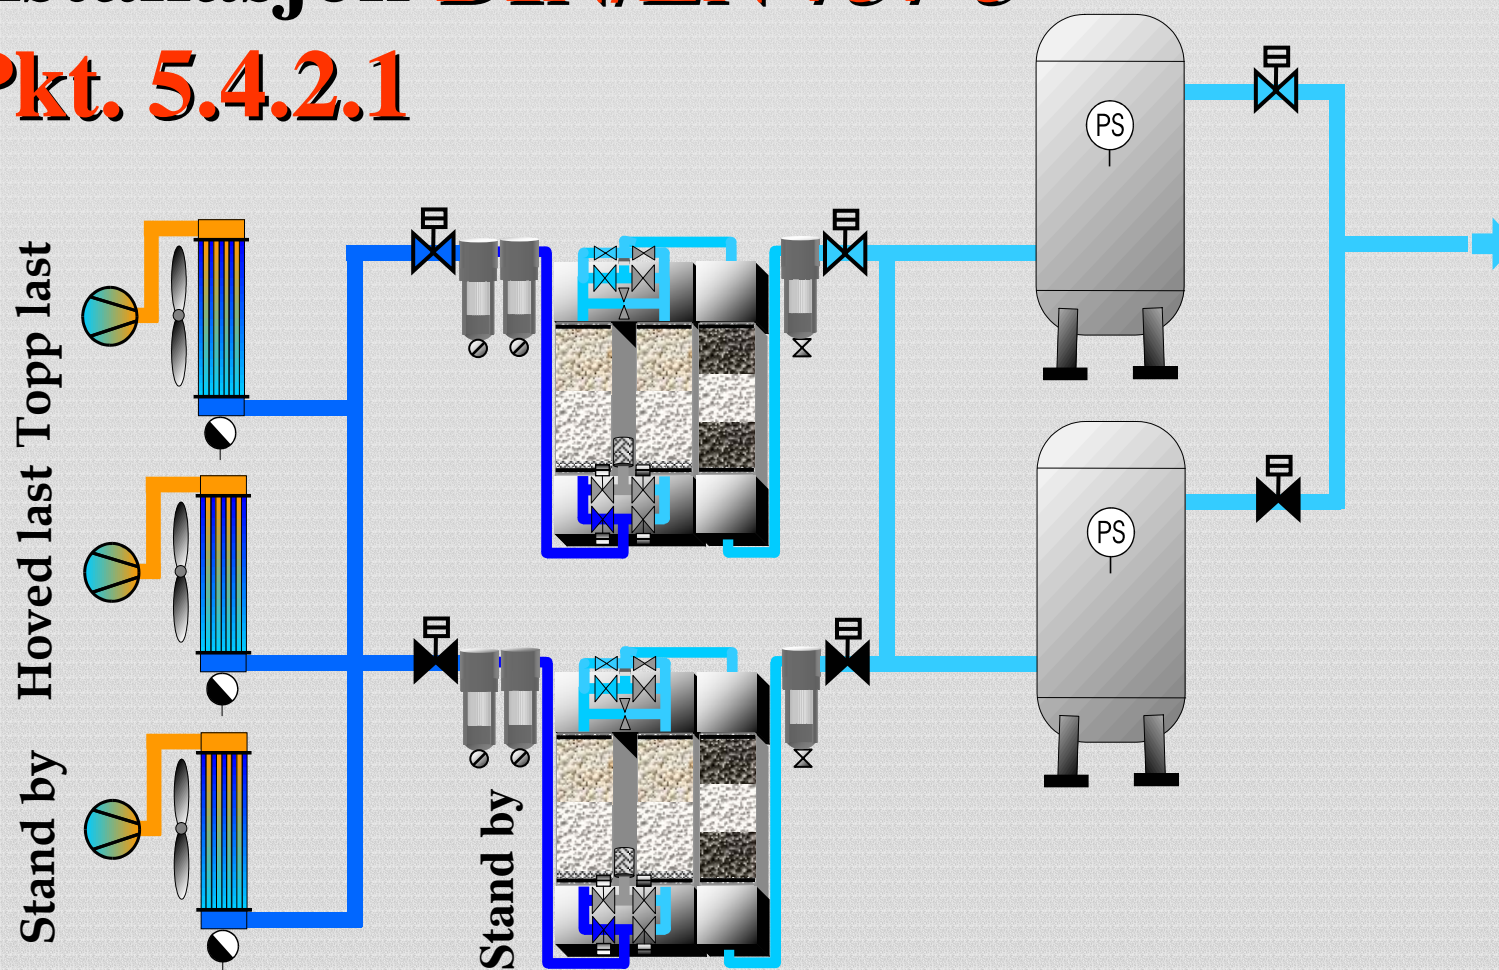 Pkt. 5.4.2.1
PS
Topp last
Hoved last
PS
Stand by
Stand by